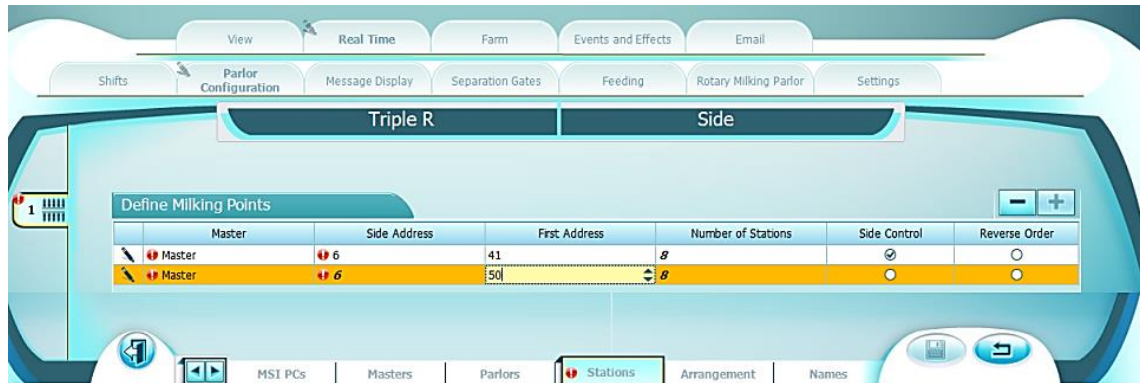 View Real Time Farm Events and Effects Email
Shifts Parlor Configuration Message Display Separation Gates Feeding Rotary Milking Parlor Settings
Triple R Side
1
Define Milking Points
Master Side Address First Address Number of Stations Side Control Reverse Order
Master 6 41 8
Master 6 50 8
MSI PCs Masters Parlors Stations Arrangement Names